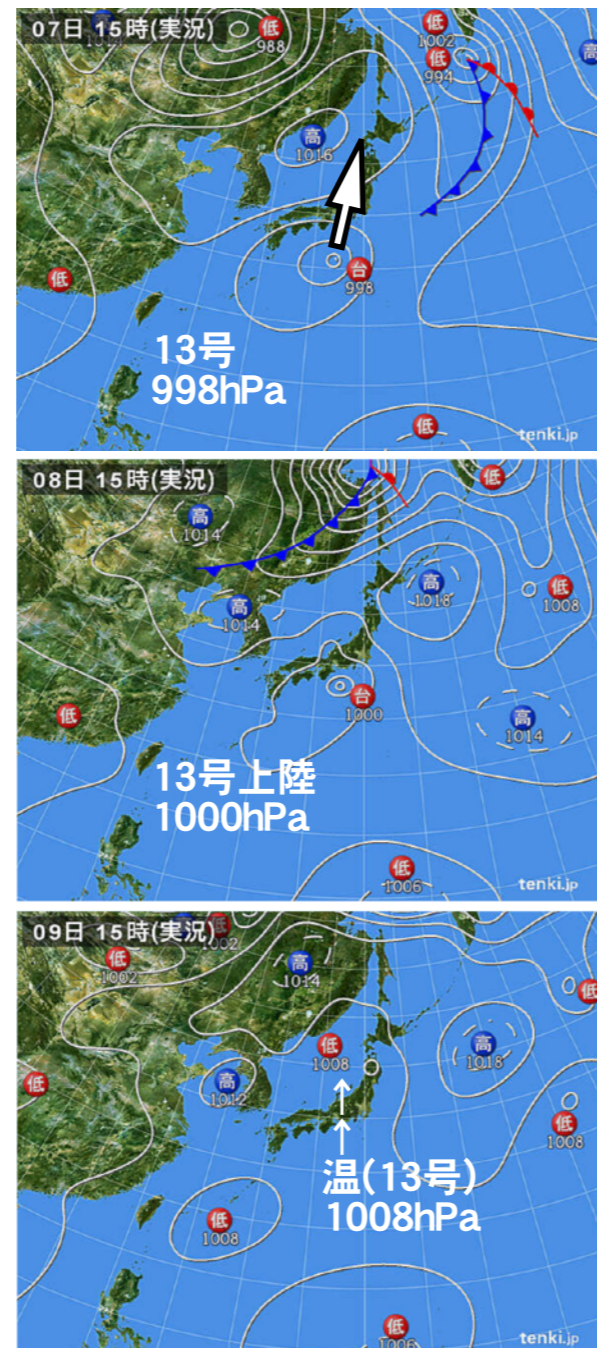 07日 15時(実況)
低
988
低
1002
低
994
高
高
1016
低
台
998
13号
998hPa
低
tenki.jp
08日 15時(実況)
低
高
1014
高
1018
低
1008
高
1014
台
1000
低
高
1014
13号上陸
1000hPa
低
1006
tenki.jp
09日 15時(実況)
1002
低
1002
高
1014
低
低
1008
高
1018
高
1012
低
低
1008
温(13号)
1008hPa
低
1008
低
1006
tenki.jp